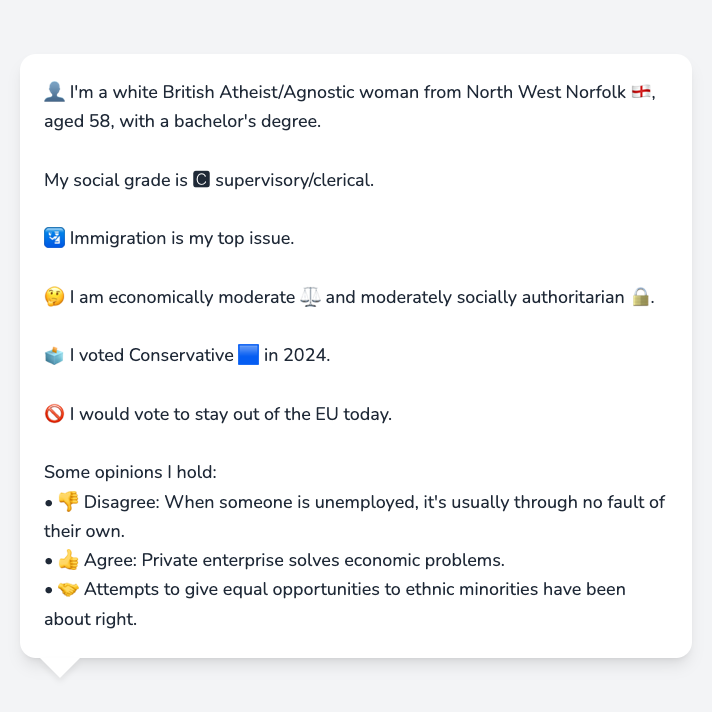 👤 I'm a white British Atheist/Agnostic woman from North West Norfolk 🏴󠁧󠁢󠁥󠁮󠁧󠁿,
aged 58, with a bachelor's degree.
My social grade is 🅲 supervisory/clerical.
🛂 Immigration is my top issue.
🤔 I am economically moderate ⚖️ and moderately socially authoritarian 🔒.
🗳️ I voted Conservative 🟦 in 2024.
🚫 I would vote to stay out of the EU today.
Some opinions I hold:
• 👎 Disagree: When someone is unemployed, it's usually through no fault of
their own.
• 👍 Agree: Private enterprise solves economic problems.
• 🤝 Attempts to give equal opportunities to ethnic minorities have been
about right.